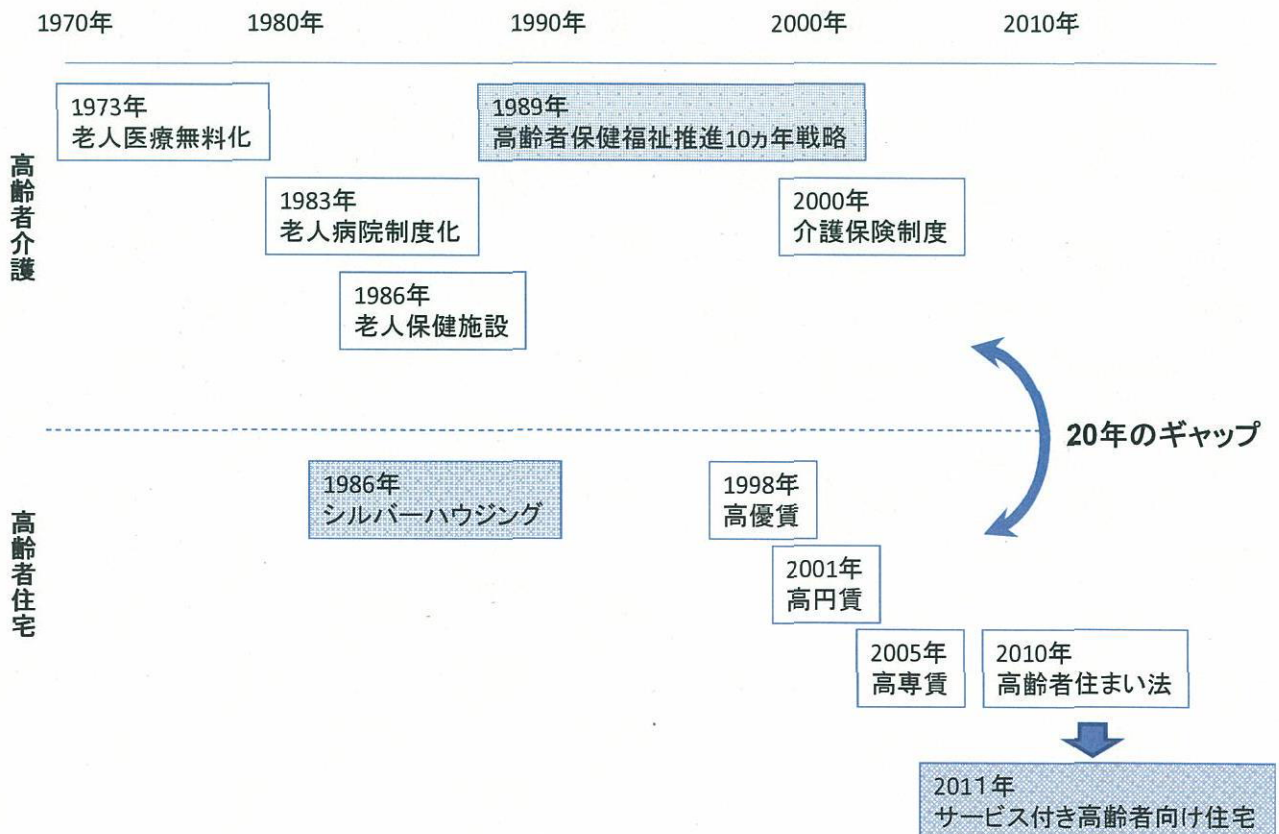 1970年 1980年 1990年 2000年 2010年
高齢者介護
1973年
老人医療無料化
1989年
高齢者保健福祉推進10ヵ年戦略
1983年
老人病院制度化
2000年
介護保険制度
1986年
老人保健施設
20年のギャップ
高齢者住宅
1986年
シルバーハウジング
1998年
高優賃
2001年
高円賃
2005年
高専賃
2010年
高齢者住まい法
2011年
サービス付き高齢者向け住宅